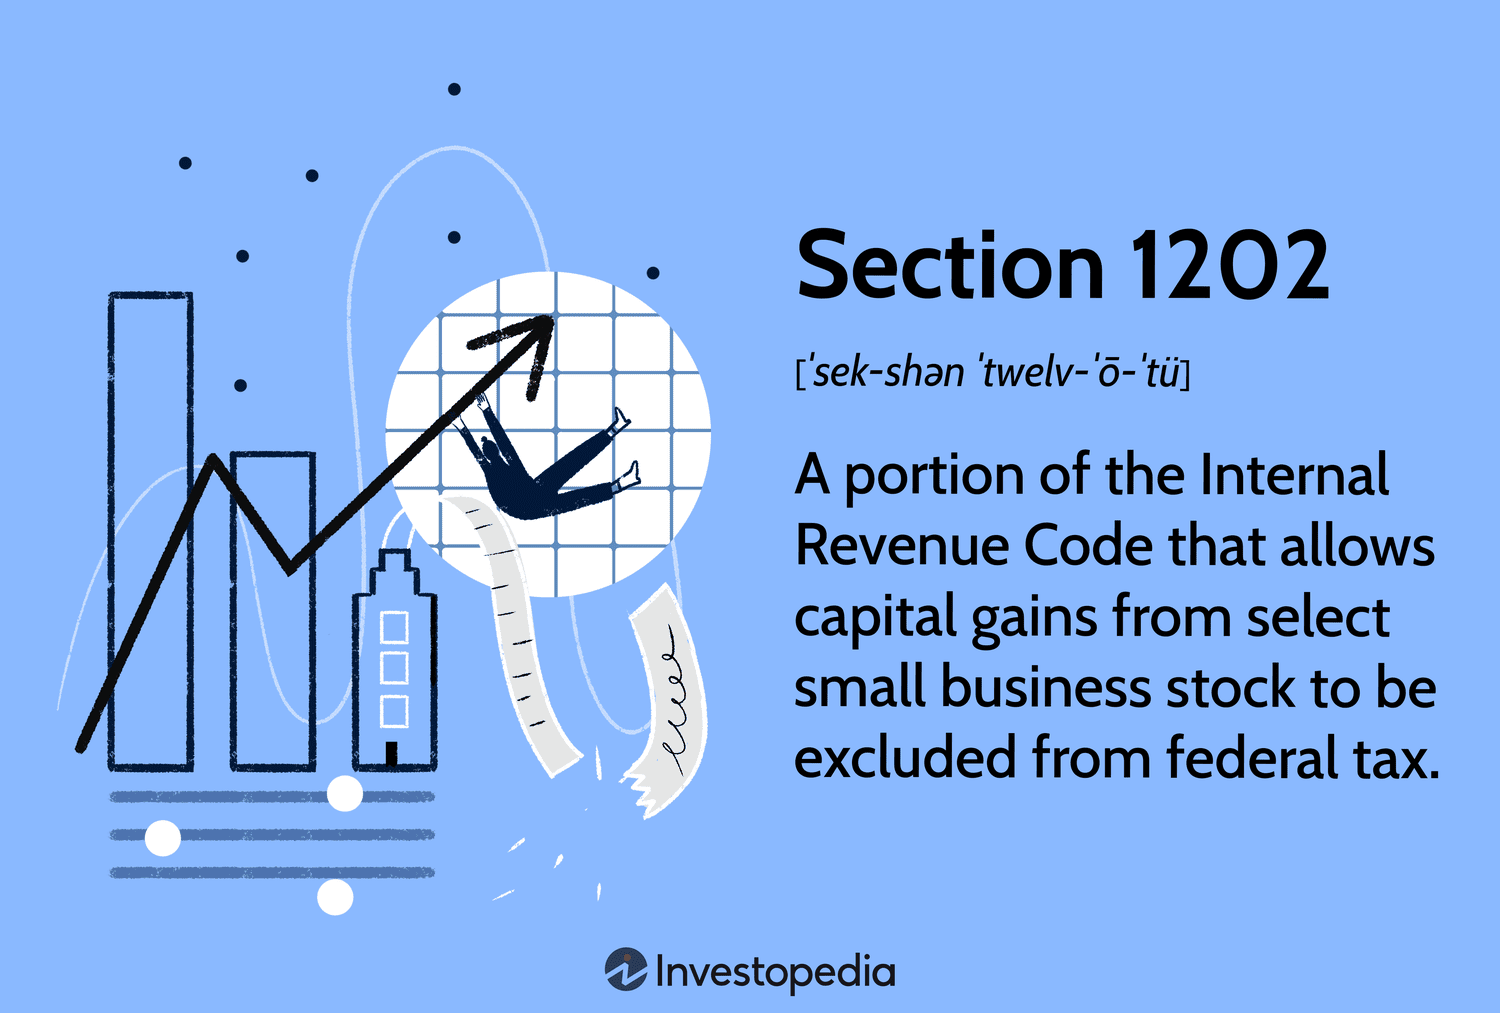 Section 1202
[ˈsek-shən ˈtwelv-ˈō-ˈtü]
A portion of the Internal
Revenue Code that allows
capital gains from select
small business stock to be
excluded from federal tax.
Investopedia